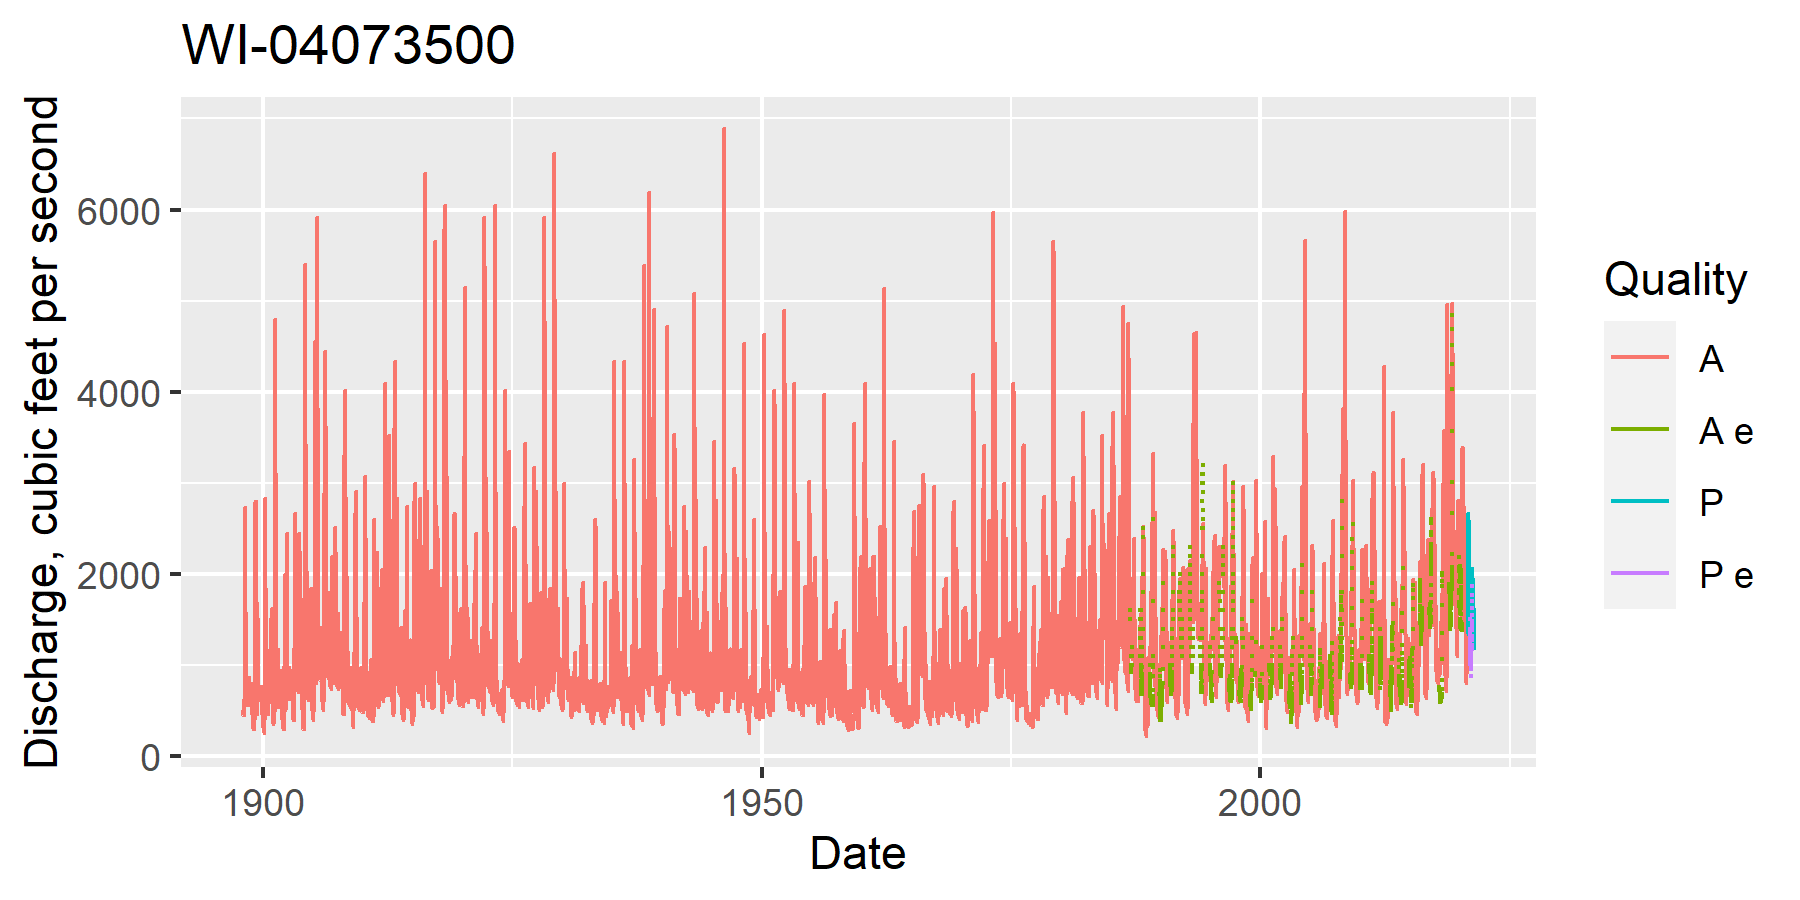 WI-04073500
Discharge, cubic feet per second
6000
4000
2000
0
1900
1950
2000
Date
Quality
A
A e
P
P e